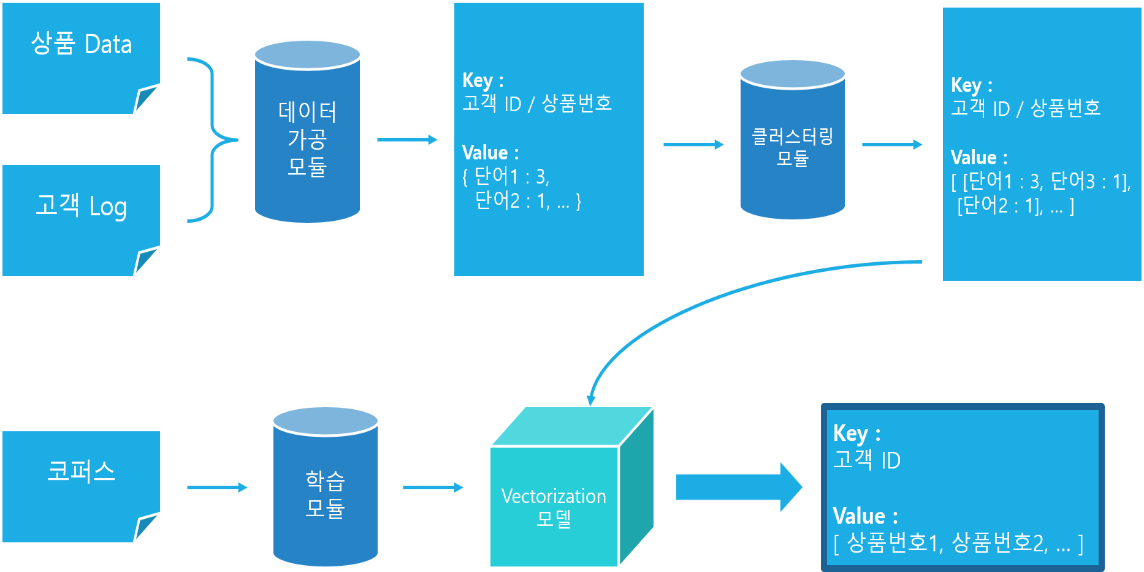 상품 Data
고객 Log
데이터
가공
모듈
Key :
고객 ID / 상품번호
Value :
{ 단어1 : 3,
단어2 : 1, ... }
클러스터링
모듈
Key :
고객 ID / 상품번호
Value :
[ [단어1 : 3, 단어3 : 1],
[단어2 : 1], ... ]
코퍼스
학습
모듈
Vectorization
모델
Key :
고객 ID
Value :
[ 상품번호1, 상품번호2, ... ]